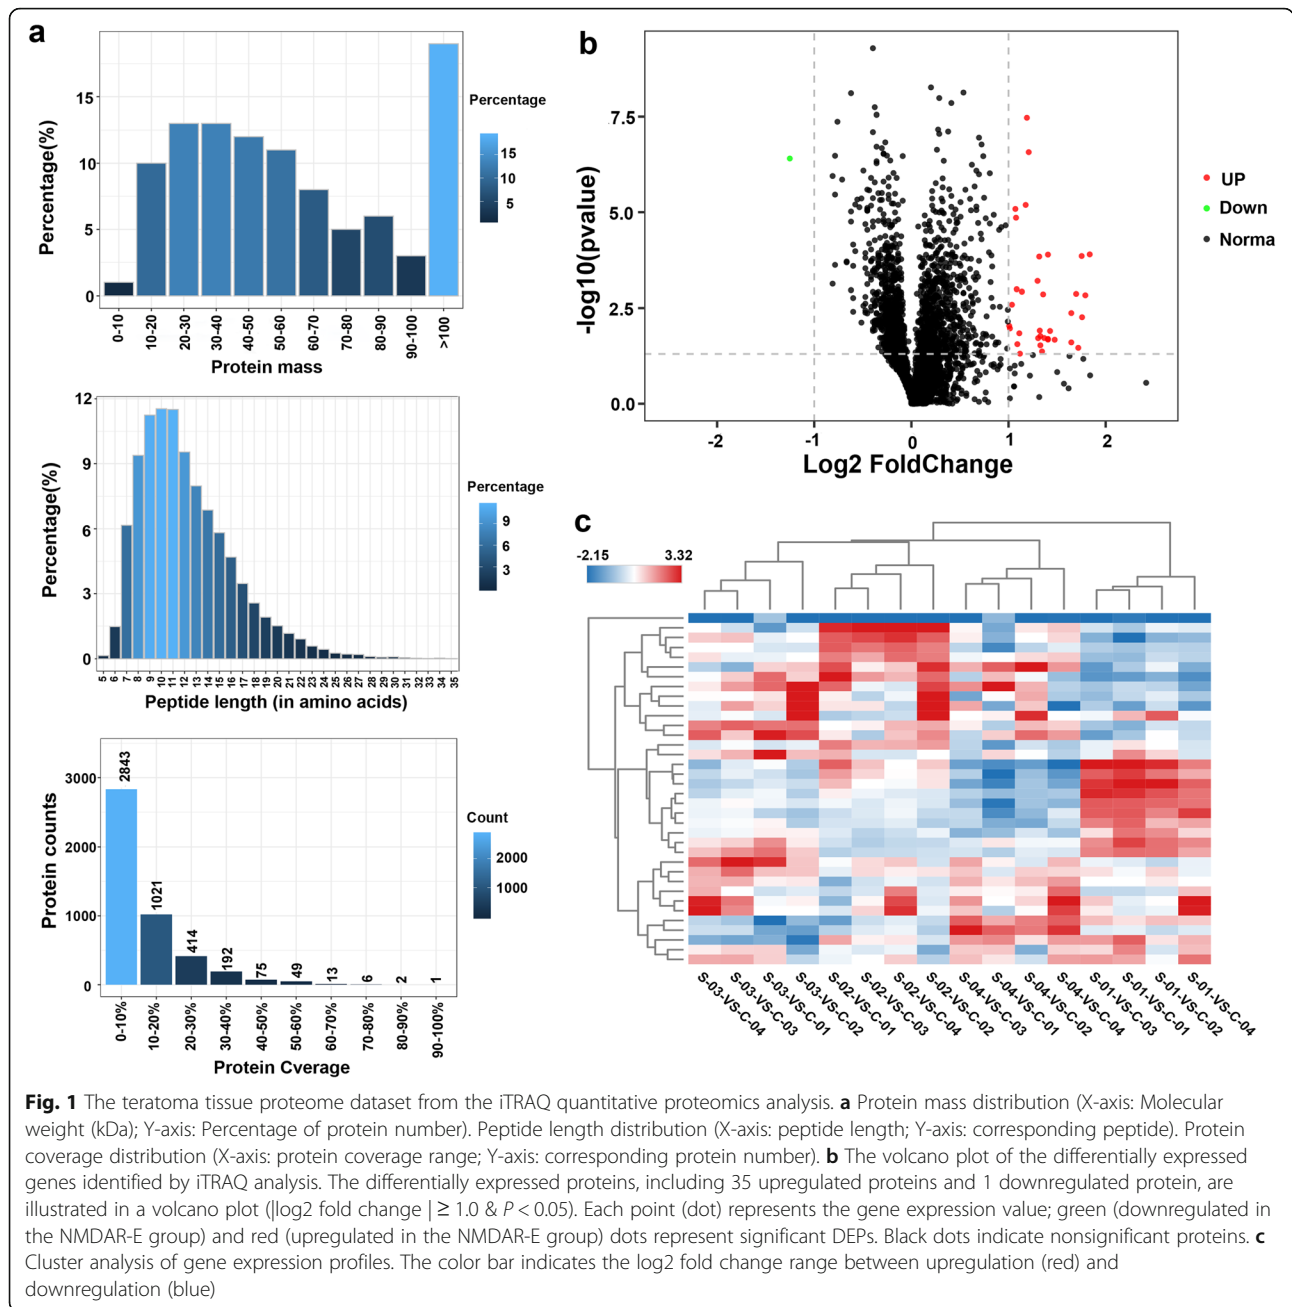 a
Percentage(%)
15
10
5
0
0-10
10-20
20-30
30-40
40-50
50-60
60-70
70-80
80-90
90-100
>100
Protein mass
Percentage
15
10
5
Percentage(%)
12
9
6
3
0
5
6
7
8
9
10
11
12
13
14
15
16
17
18
19
20
21
22
23
24
25
26
27
28
29
30
31
32
33
34
35
Peptide length (in amino acids)
Percentage
9
6
3
Protein counts
3000
2000
1000
0
2843
1021
414
192
75
49
13
6
2
1
0-10%
10-20%
20-30%
30-40%
40-50%
50-60%
60-70%
70-80%
80-90%
90-100%
Protein Cverage
Count
2000
1000
b
-log10(pvalue)
7.5
5.0
2.5
0.0
-2
-1
0
1
2
Log2 FoldChange
UP
Down
Norma
c
-2.15
3.32
S-03-VS-C-04
S-03-VS-C-03
S-03-VS-C-01
S-03-VS-C-02
S-02-VS-C-01
S-02-VS-C-03
S-02-VS-C-04
S-02-VS-C-02
S-04-VS-C-03
S-04-VS-C-01
S-04-VS-C-02
S-04-VS-C-04
S-01-VS-C-03
S-01-VS-C-01
S-01-VS-C-02
S-01-VS-C-04
Fig. 1 The teratoma tissue proteome dataset from the iTRAQ quantitative proteomics analysis. a Protein mass distribution (X-axis: Molecular
weight (kDa); Y-axis: Percentage of protein number). Peptide length distribution (X-axis: peptide length; Y-axis: corresponding peptide). Protein
coverage distribution (X-axis: protein coverage range; Y-axis: corresponding protein number). b The volcano plot of the differentially expressed
genes identified by iTRAQ analysis. The differentially expressed proteins, including 35 upregulated proteins and 1 downregulated protein, are
illustrated in a volcano plot (|log2 fold change | ≥ 1.0 & P < 0.05). Each point (dot) represents the gene expression value; green (downregulated in
the NMDAR-E group) and red (upregulated in the NMDAR-E group) dots represent significant DEPs. Black dots indicate nonsignificant proteins. c
Cluster analysis of gene expression profiles. The color bar indicates the log2 fold change range between upregulation (red) and
downregulation (blue)